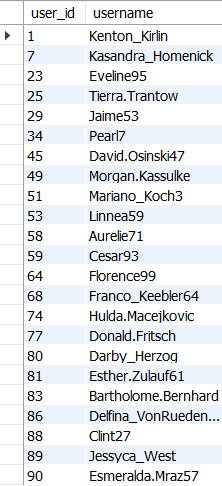 user_id username
1 Kenton_Kirlin
7 Kasandra_Homenick
23 Eveline95
25 Tierra.Trantow
29 Jaime53
34 Pearl7
45 David.Osinski47
49 Morgan.Kassulke
51 Mariano_Koch3
53 Linnea59
58 Aurelie71
59 Cesar93
64 Florence99
68 Franco_Keebler64
74 Hulda.Macejkovic
77 Donald.Fritsch
80 Darby_Herzog
81 Esther.Zulauf61
83 Bartholome.Bernhard
86 Delfina_VonRueden...
88 Clint27
89 Jessyca_West
90 Esmeralda.Mraz57